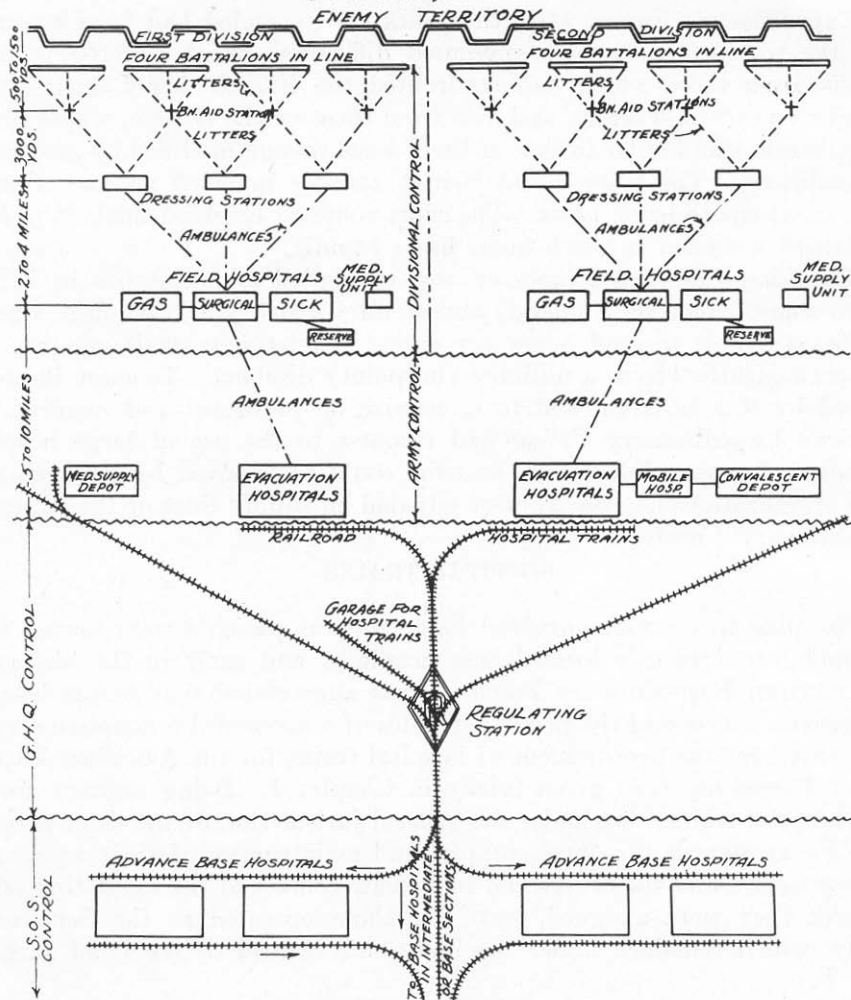 ENEMY TERRITORY
FIRST DIVISION
SECOND DIVISION
FOUR BATTALIONS IN LINE
FOUR BATTALIONS IN LINE
500 TO 1500 YDS.
LITTERS
LITTERS
BN. AID STATIONS
BN. AID STATIONS
LITTERS
LITTERS
3000 YDS.
DRESSING STATIONS
DRESSING STATIONS
AMBULANCES
AMBULANCES
2 TO 4 MILES
DIVISIONAL CONTROL
FIELD HOSPITALS
MED. SUPPLY UNIT
FIELD HOSPITALS
MED. SUPPLY UNIT
GAS
SURGICAL
SICK
GAS
SURGICAL
SICK
RESERVE
RESERVE
5 TO 10 MILES
ARMY CONTROL
AMBULANCES
AMBULANCES
MED. SUPPLY DEPOT
EVACUATION HOSPITALS
EVACUATION HOSPITALS
MOBILE HOSP.
CONVALESCENT DEPOT
RAILROAD
HOSPITAL TRAINS
G.Q. CONTROL
GARAGE FOR HOSPITAL TRAINS
REGULATING STATION
S.O.S. CONTROL
ADVANCE BASE HOSPITALS
ADVANCE BASE HOSPITALS
TO BASE HOSPITALS
IN INTERMEDIATE
OR BASE SECTIONS